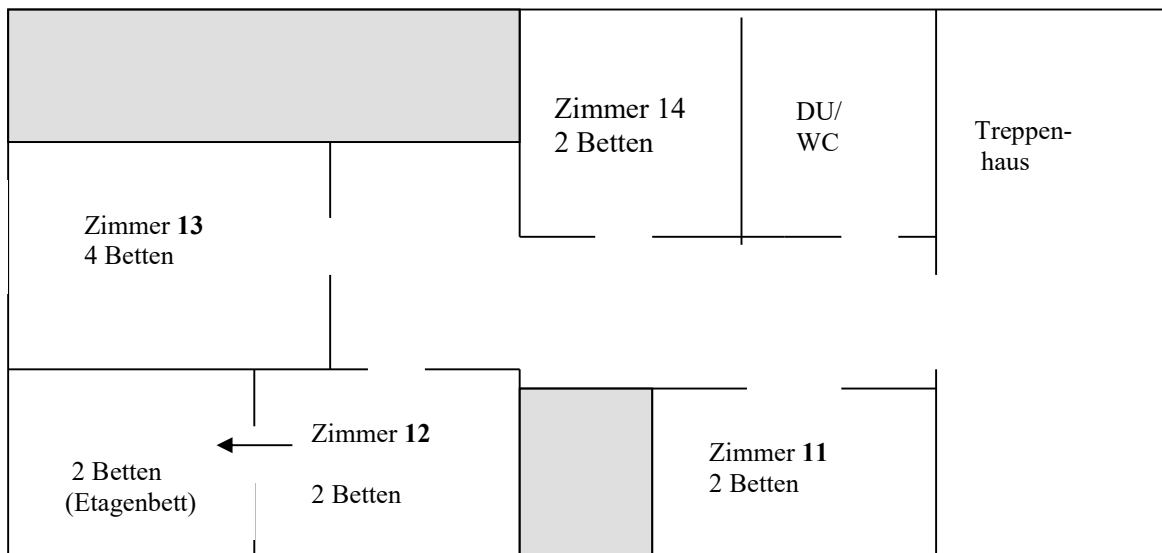 Zimmer 14
2 Betten
DU/
WC
Treppen-
haus
Zimmer 13
4 Betten
2 Betten
(Etagenbett)
Zimmer 12
2 Betten
Zimmer 11
2 Betten